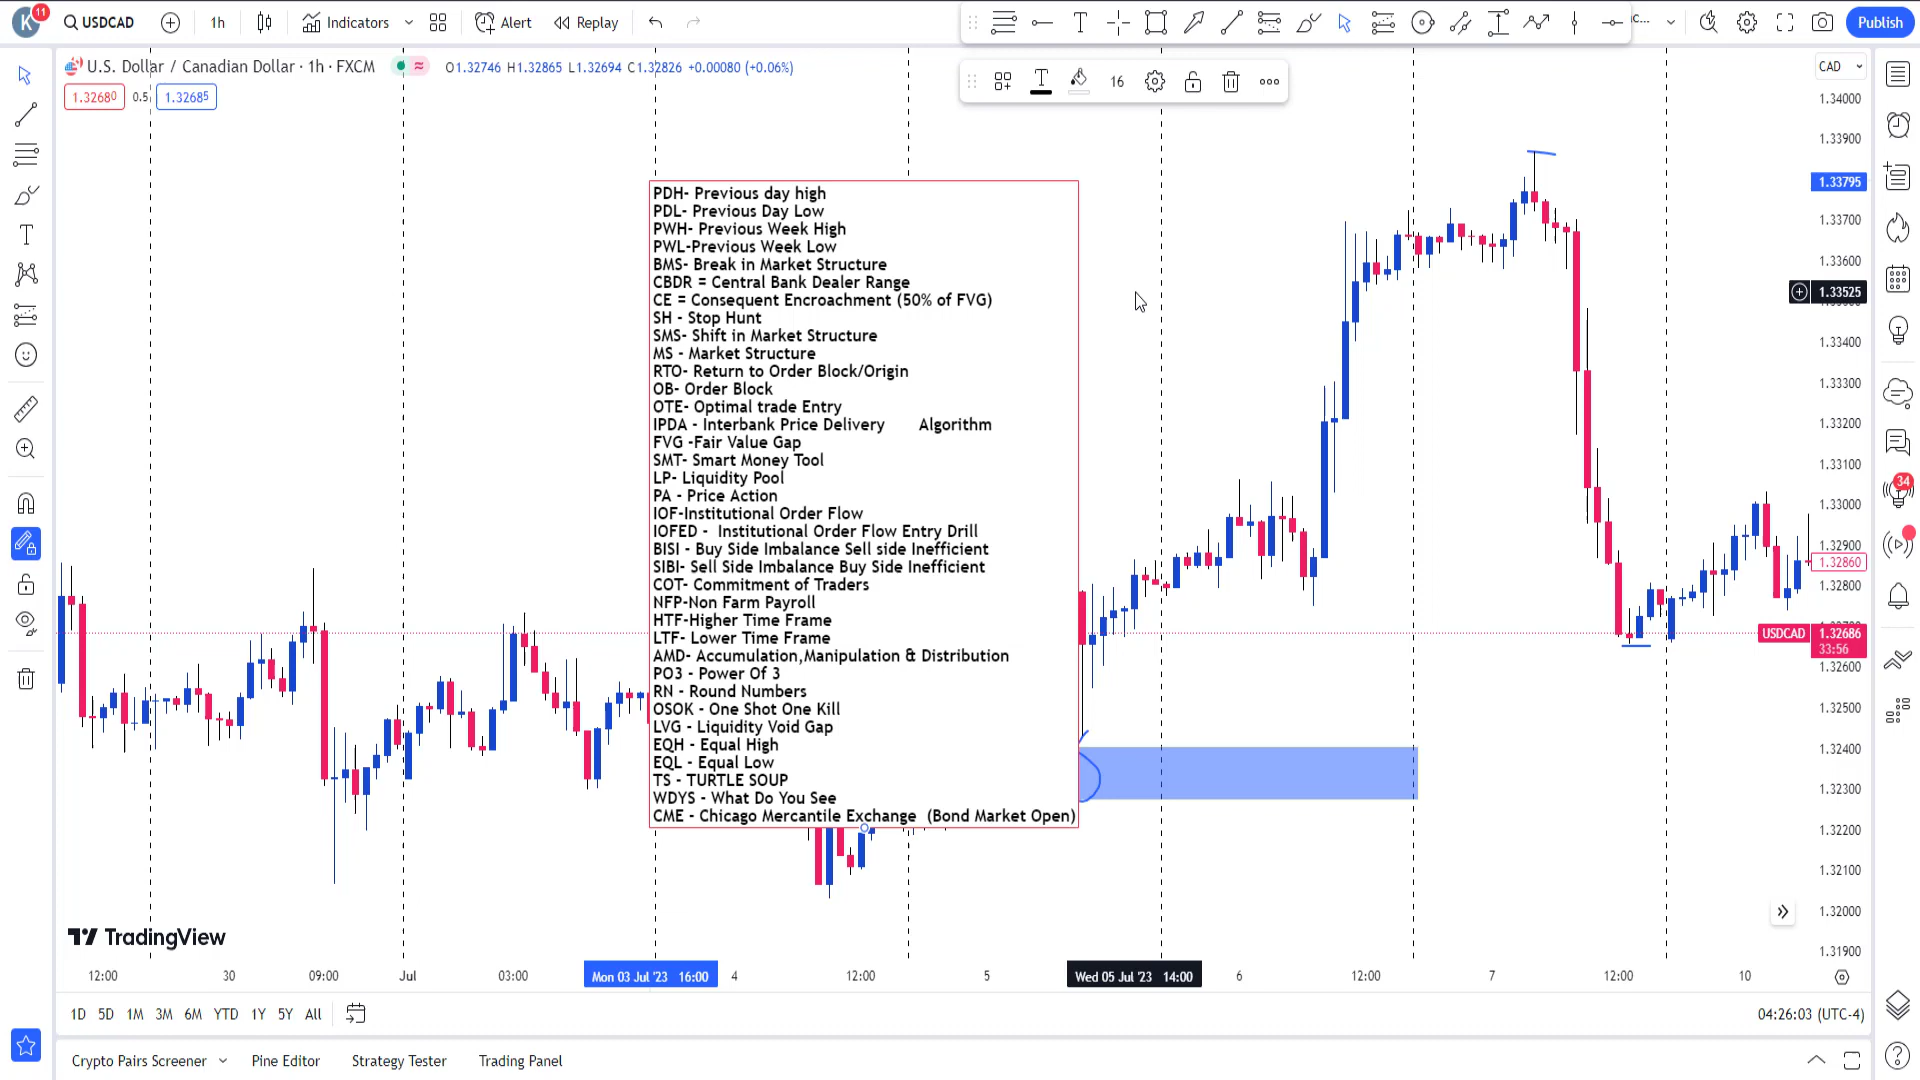 K 11 USDCAD 1h Indicators Alert Replay C... Publish
U.S. Dollar / Canadian Dollar · 1h · FXCM O1.32746 H1.32865 L1.32694 C1.32826 +0.00080 (+0.06%)
1.32680 0.5 1.32685
16
CAD
PDH- Previous day high
PDL- Previous Day Low
PWH- Previous Week High
PWL-Previous Week Low
BMS- Break in Market Structure
CBDR = Central Bank Dealer Range
CE = Consequent Encroachment (50% of FVG)
SH - Stop Hunt
SMS- Shift in Market Structure
MS - Market Structure
RTO- Return to Order Block/Origin
OB- Order Block
OTE- Optimal trade Entry
IPDA - Interbank Price Delivery Algorithm
FVG -Fair Value Gap
SMT- Smart Money Tool
LP- Liquidity Pool
PA - Price Action
IOF-Institutional Order Flow
IOFED - Institutional Order Flow Entry Drill
BISI - Buy Side Imbalance Sell side Inefficient
SIBI- Sell Side Imbalance Buy Side Inefficient
COT- Commitment of Traders
NFP-Non Farm Payroll
HTF-Higher Time Frame
LTF- Lower Time Frame
AMD- Accumulation,Manipulation & Distribution
PO3 - Power Of 3
RN - Round Numbers
OSOK - One Shot One Kill
LVG - Liquidity Void Gap
EQH - Equal High
EQL - Equal Low
TS - TURTLE SOUP
WDYS - What Do You See
CME - Chicago Mercantile Exchange (Bond Market Open)
1.34000
1.33900
1.33795
1.33700
1.33600
1.33525
1.33400
1.33300
1.33200
1.33100
1.33000
1.32900
1.32860
1.32800
USDCAD 1.32686
33:56
1.32600
1.32500
1.32400
1.32300
1.32200
1.32100
1.32000
1.31900
34
TradingView
12:00 30 09:00 Jul 03:00 Mon 03 Jul '23 16:00 4 12:00 5 Wed 05 Jul '23 14:00 6 12:00 7 12:00 10
1D 5D 1M 3M 6M YTD 1Y 5Y All 04:26:03 (UTC-4)
Crypto Pairs Screener Pine Editor Strategy Tester Trading Panel